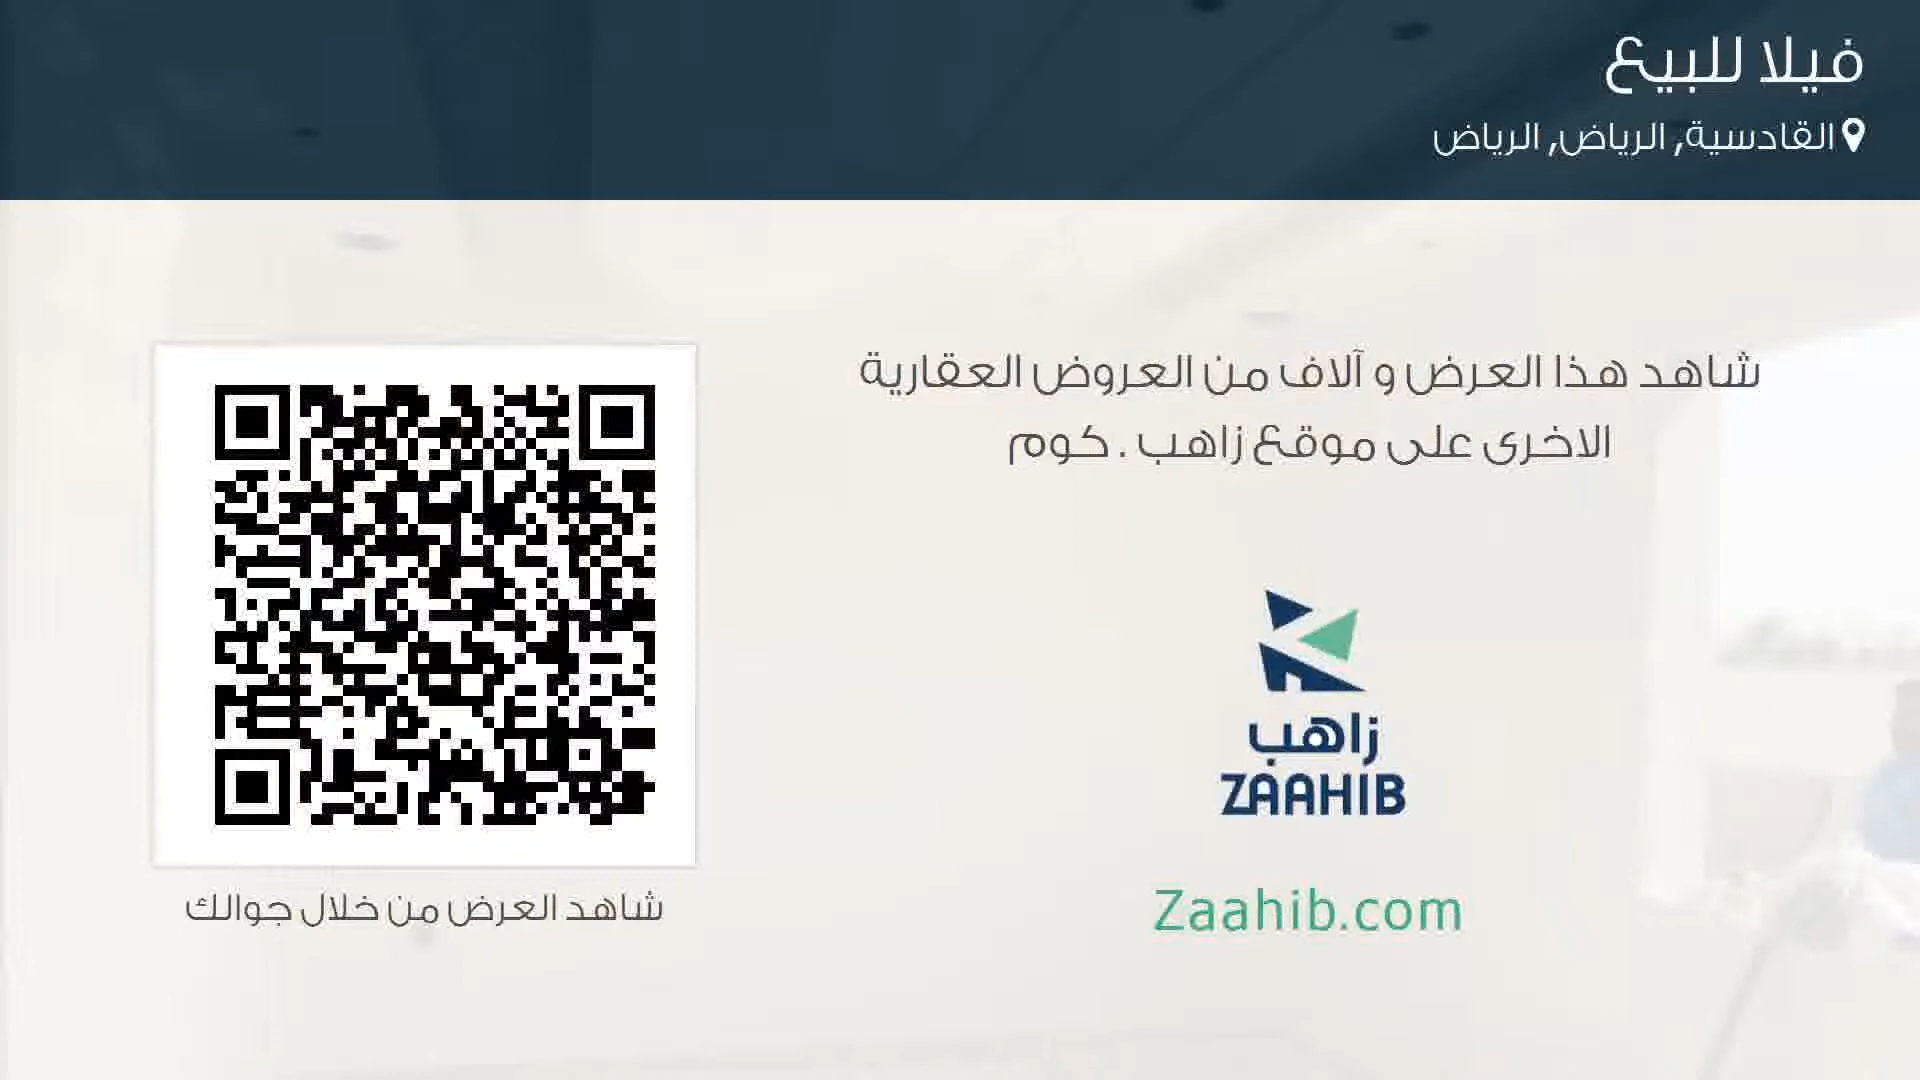 فيلا للبيع
القادسية, الرياض, الرياض
شاهد هذا العرض و آلاف من العروض العقارية
الاخرى على موقع زاهب . كوم
زاهب
ZAAHIB
Zaahib.com
شاهد العرض من خلال جوالك